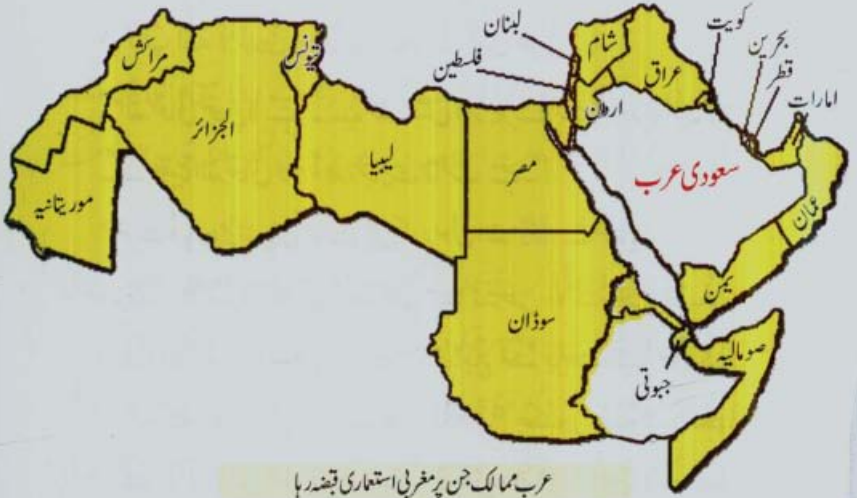 لبنان
کویت
شام
بحرین
تیونس
مراکش
فلسطین
عراق
قطر
امارات
اردن
الجزائر
لیبیا
مصر
سعودی عرب
موریتانیہ
عمان
یمن
سوڈان
صومالیہ
جبوتی
عرب ممالک جن پر مغربی استعماری قبضہ رہا